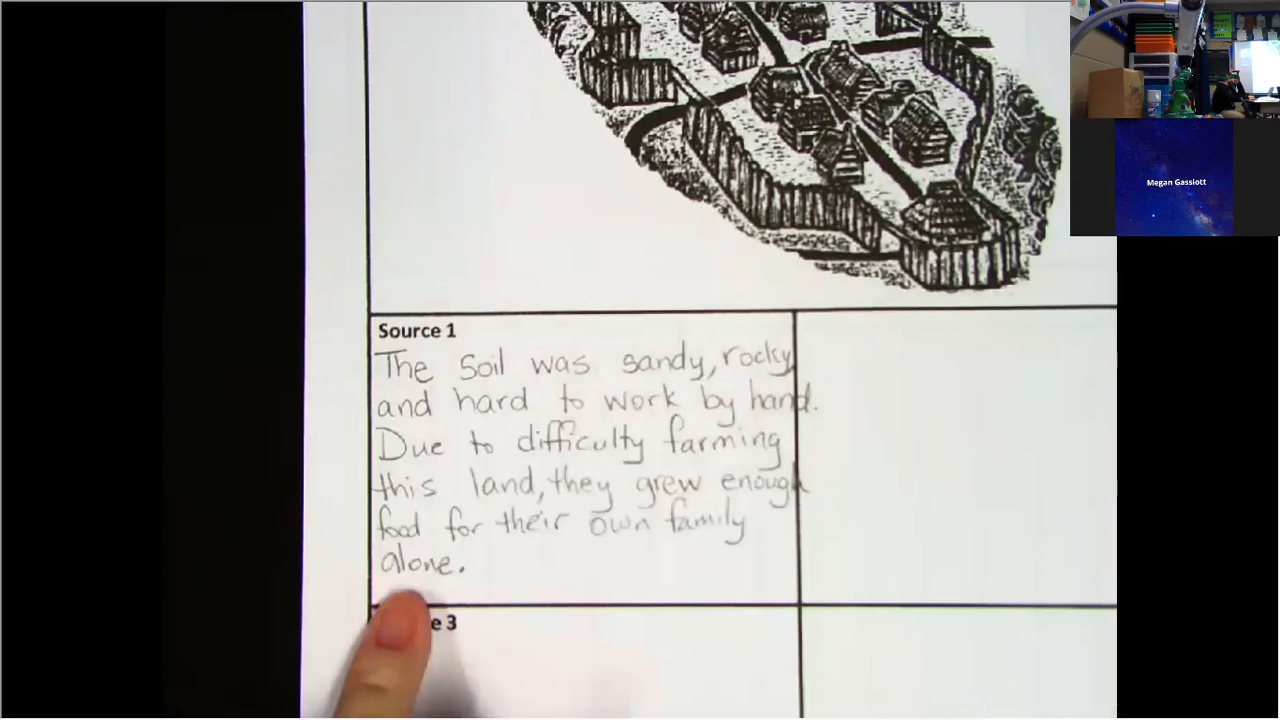 Megan Gassiott
Source 1
The soil was sandy, rocky
and hard to work by hand.
Due to difficulty farming
this land, they grew enough
food for their own family
alone.
e 3